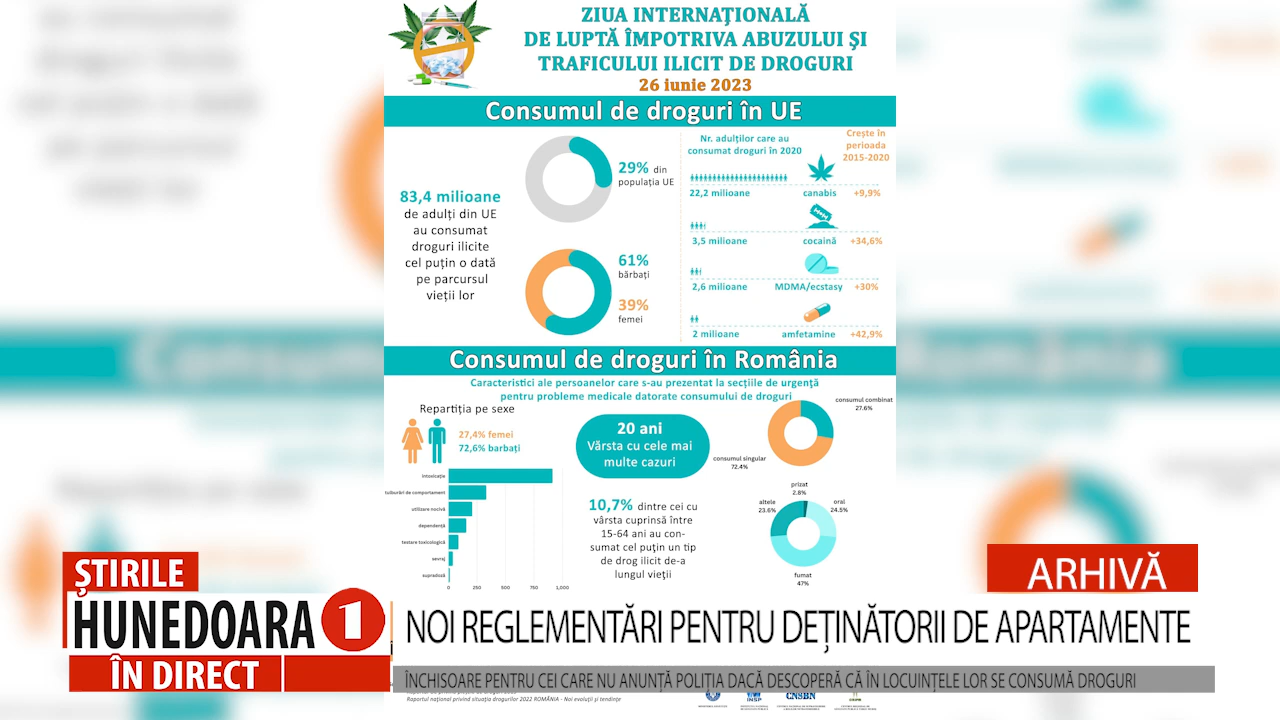 ZIUA INTERNAȚIONALĂ
DE LUPTĂ ÎMPOTRIVA ABUZULUI ŞI
TRAFICULUI ILICIT DE DROGURI
26 iunie 2023
Consumul de droguri în UE
83,4 milioane
de adulți din UE
au consumat
droguri ilicite
cel puțin o dată
pe parcursul
vieții lor
29% din
populația UE
61%
bărbați
39%
femei
Nr. adulților care au
consumat droguri în 2020
Crește în
perioada
2015-2020
22,2 milioane canabis +9,9%
3,5 milioane cocaină +34,6%
2,6 milioane MDMA/ecstasy +30%
2 milioane amfetamine +42,9%
Consumul de droguri în România
Caracteristici ale persoanelor care s-au prezentat la secțiile de urgență
pentru probleme medicale datorate consumului de droguri
Repartiția pe sexe
27,4% femei
72,6% barbați
20 ani
Vârsta cu cele mai
multe cazuri
consumul combinat
27.6%
consumul singular
72.4%
intoxicație
tulburări de comportament
utilizare nocivă
dependență
testare toxicologică
sevraj
supradoză
0 250 500 750 1,000
10,7% dintre cei cu
vârsta cuprinsă între
15-64 ani au con-
sumat cel puțin un tip
de drog ilicit de-a
lungul vieții
prizat
2.8%
altele
23.6%
oral
24.5%
fumat
47%
ARHIVĂ
ȘTIRILE
HUNEDOARA 1
ÎN DIRECT
NOI REGLEMENTĂRI PENTRU DEȚINĂTORII DE APARTAMENTE
ÎNCHISOARE PENTRU CEI CARE NU ANUNȚĂ POLIȚIA DACĂ DESCOPERĂ CĂ ÎN LOCUINȚELE LOR SE CONSUMĂ DROGURI
Raportul național privind situația drogurilor 2022 ROMÂNIA - Noi evoluții și tendințe
INSP
CNSBN